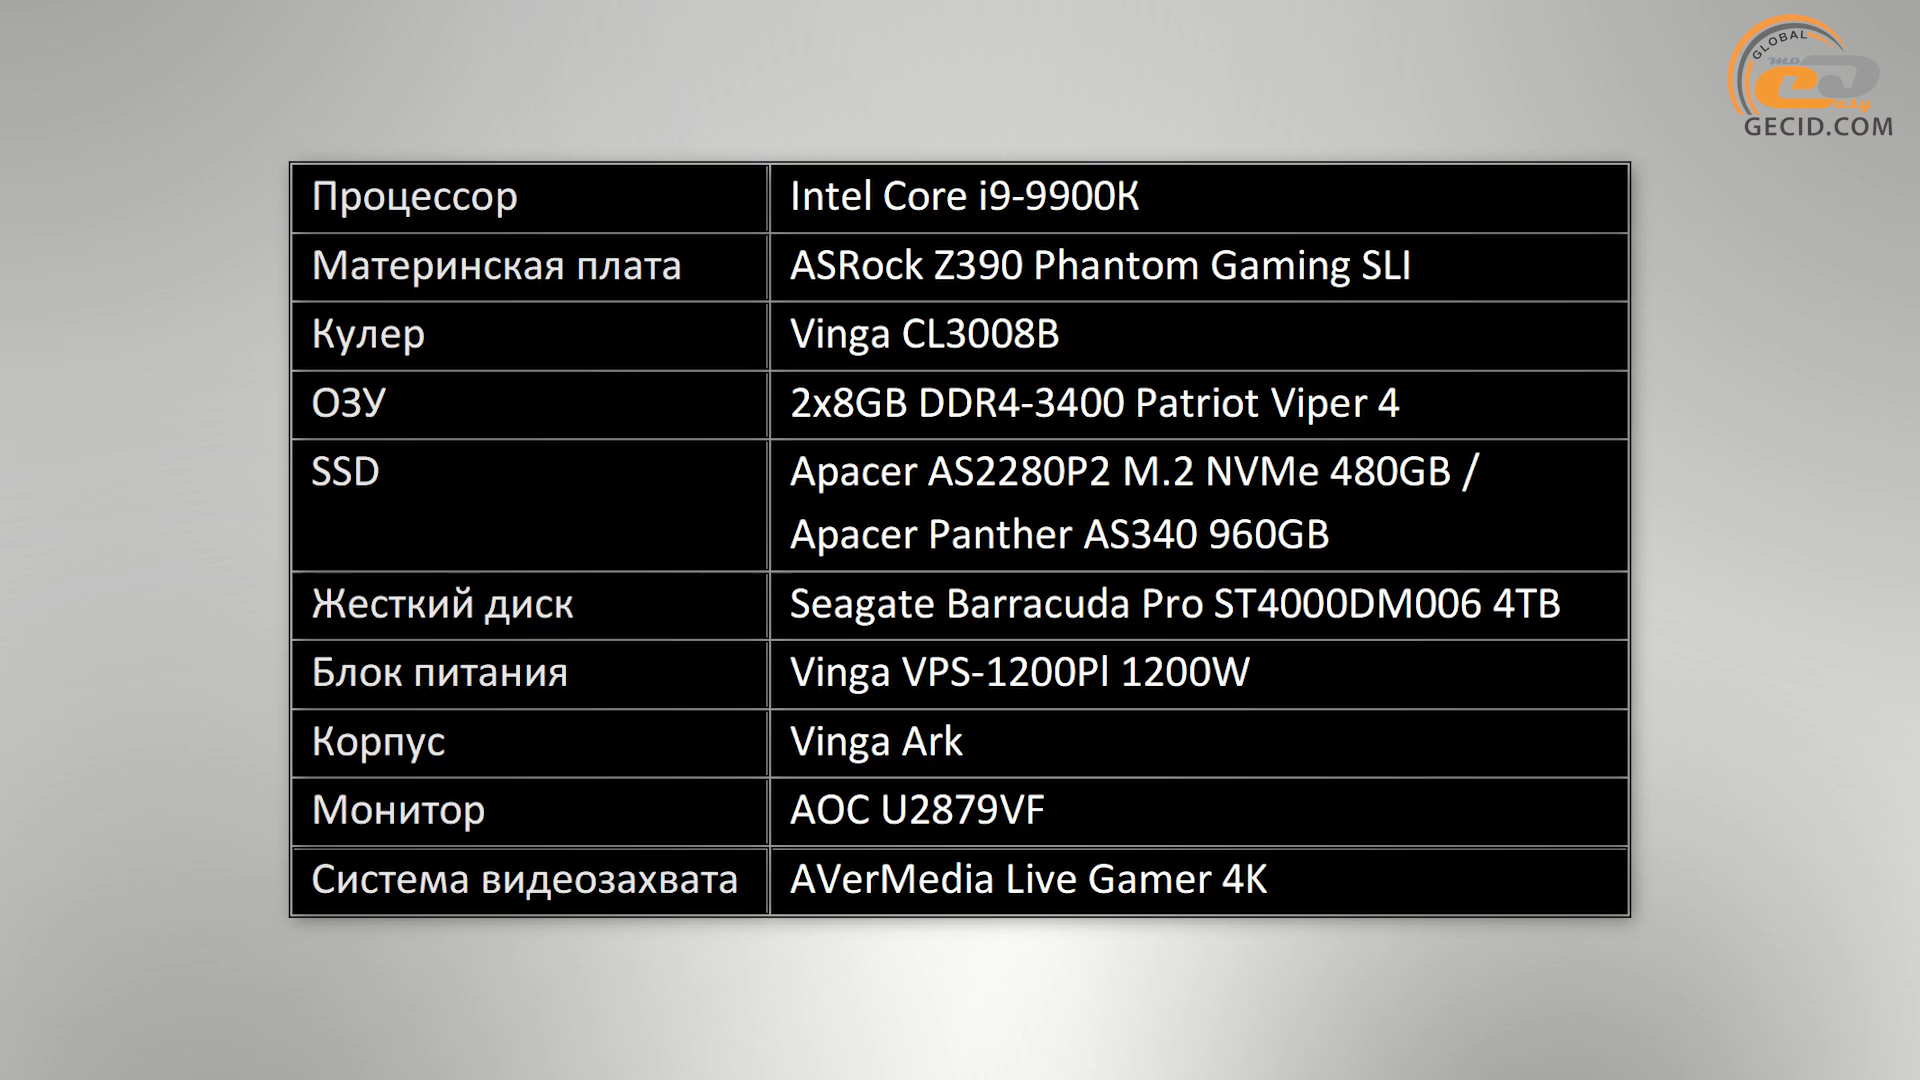 GLOBAL
GECID.COM
Процессор Intel Core i9-9900К
Материнская плата ASRock Z390 Phantom Gaming SLI
Кулер Vinga CL3008B
ОЗУ 2x8GB DDR4-3400 Patriot Viper 4
SSD Apacer AS2280P2 M.2 NVMe 480GB /
Apacer Panther AS340 960GB
Жесткий диск Seagate Barracuda Pro ST4000DM006 4TB
Блок питания Vinga VPS-1200Pl 1200W
Корпус Vinga Ark
Монитор AOC U2879VF
Система видеозахвата AVerMedia Live Gamer 4K